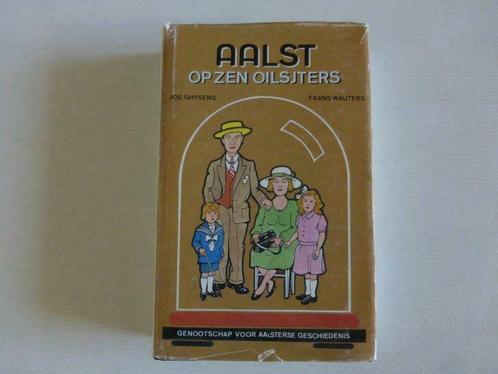 AALST
OP ZEN OILSJTERS
JOS GHYSENS FRANS WAUTERS
GENOOTSCHAP VOOR AALSTERSE GESCHIEDENIS